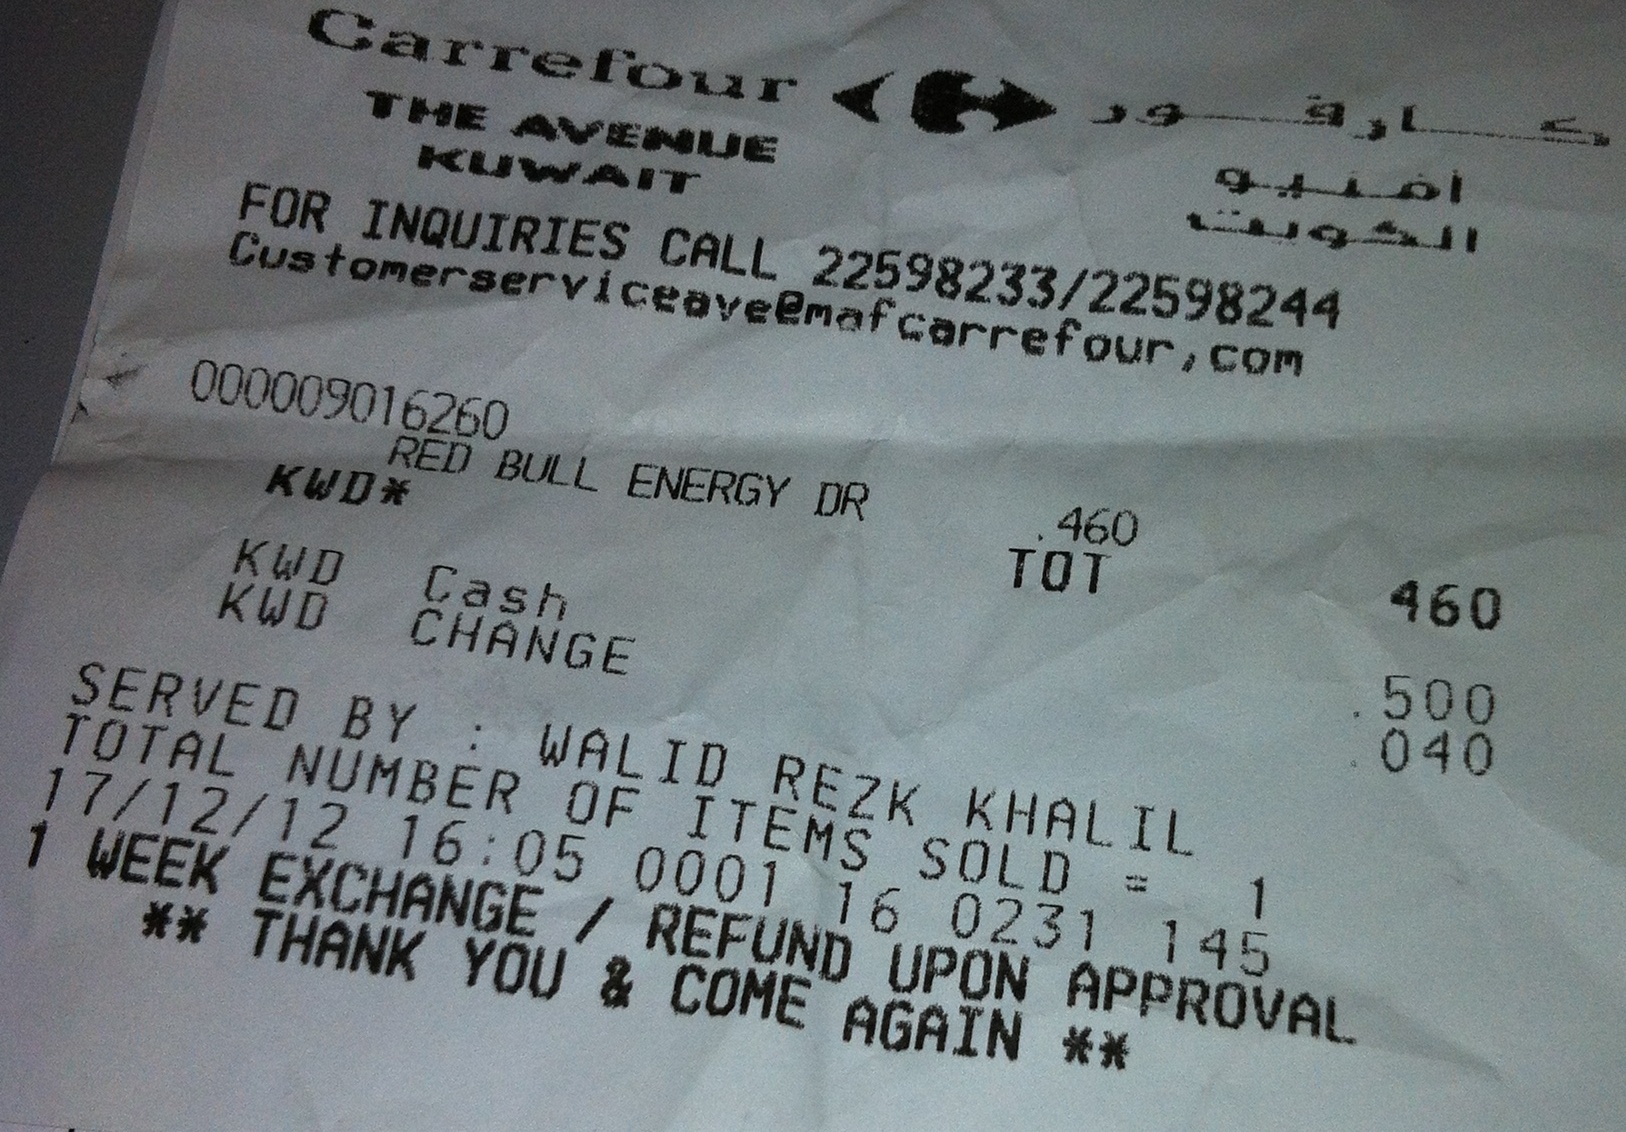 Carrefour كارفور
THE AVENUE افنيو
KUWAIT الكويت
FOR INQUIRIES CALL 22598233/22598244
Customerserviceave@mafcarrefour,com
000009016260
RED BULL ENERGY DR .460
KWD* TOT 460
KWD Cash .500
KWD CHANGE .040
SERVED BY : WALID REZK KHALIL
TOTAL NUMBER OF ITEMS SOLD = 1
17/12/12 16:05 0001 16 0231 145
1 WEEK EXCHANGE / REFUND UPON APPROVAL
** THANK YOU & COME AGAIN **